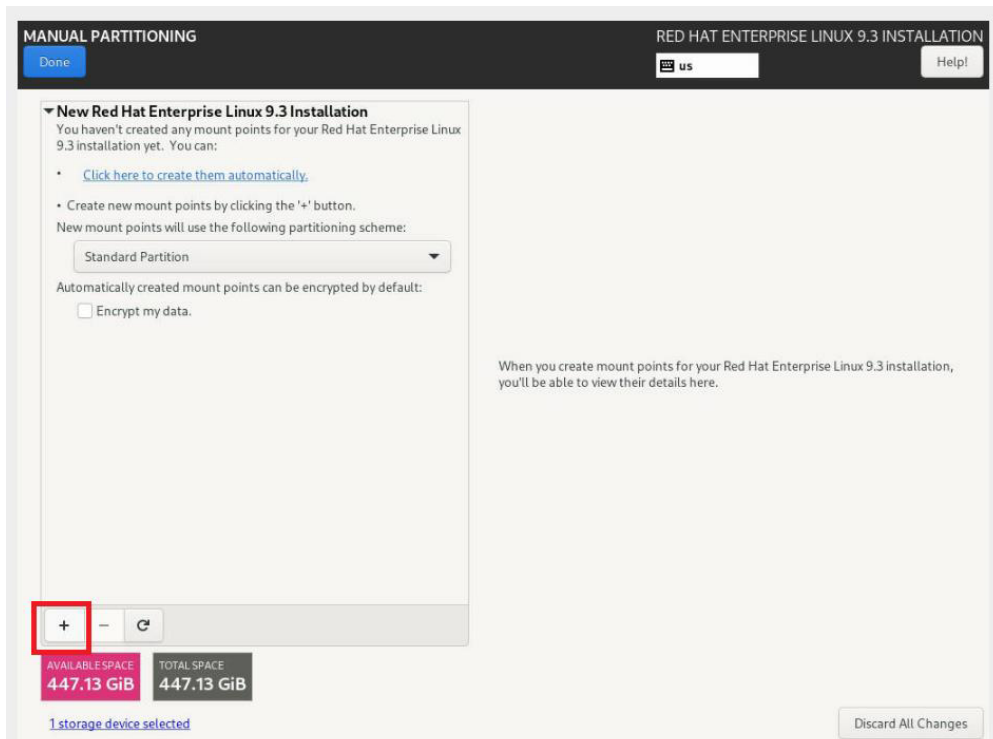 MANUAL PARTITIONING
RED HAT ENTERPRISE LINUX 9.3 INSTALLATION
Done
us
Help!
New Red Hat Enterprise Linux 9.3 Installation
You haven't created any mount points for your Red Hat Enterprise Linux
9.3 installation yet. You can:
• Click here to create them automatically.
• Create new mount points by clicking the '+' button.
New mount points will use the following partitioning scheme:
Standard Partition
Automatically created mount points can be encrypted by default:
Encrypt my data.
When you create mount points for your Red Hat Enterprise Linux 9.3 installation,
you'll be able to view their details here.
+ −
AVAILABLE SPACE
447.13 GiB
TOTAL SPACE
447.13 GiB
1 storage device selected
Discard All Changes